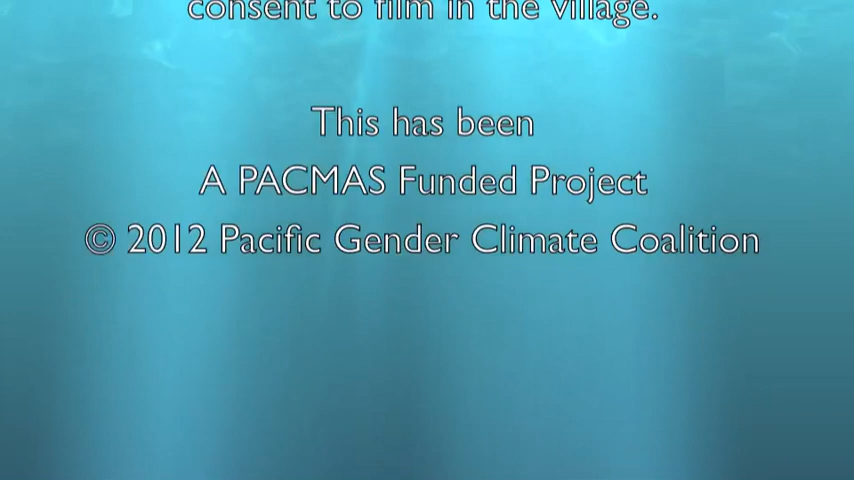 consent to film in the village.
This has been
A PACMAS Funded Project
© 2012 Pacific Gender Climate Coalition